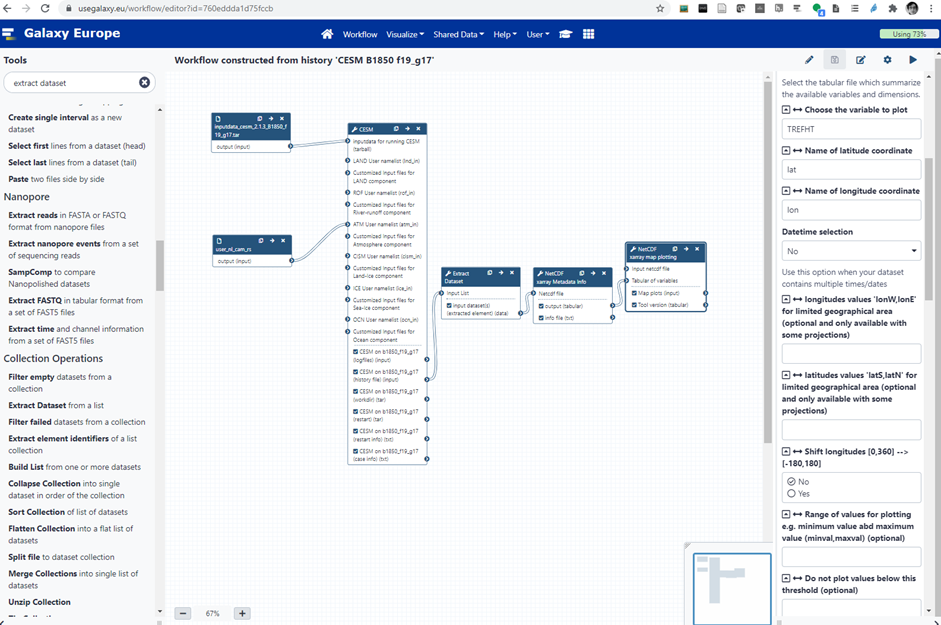 usegalaxy.eu/workflow/editor?id=760eddda1d75fccb
Galaxy Europe
Workflow Visualize Shared Data Help User
Using 73%
Tools
extract dataset
Create single interval as a new
dataset
Select first lines from a dataset (head)
Select last lines from a dataset (tail)
Paste two files side by side
Nanopore
Extract reads in FASTA or FASTQ
format from nanopore files
Extract nanopore events from a set
of sequencing reads
SampComp to compare
Nanopolished datasets
Extract FASTQ in tabular format from
a set of FAST5 files
Extract time and channel information
from a set of FAST5 files
Collection Operations
Filter empty datasets from a
collection
Extract Dataset from a list
Filter failed datasets from a collection
Extract element identifiers of a list
collection
Build List from one or more datasets
Collapse Collection into single
dataset in order of the collection
Sort Collection of list of datasets
Flatten Collection into a flat list of
datasets
Split file to dataset collection
Merge Collections into single list of
datasets
Unzip Collection
Workflow constructed from history 'CESM B1850 f19_g17'
inputdata_cesm_2.1.3_B1850_f
19_g17.tar
output (input)
user_nl_cam_rs
output (input)
CESM
inputdata for running CESM
(tarball)
LAND User namelist (lnd_in)
Customized input files for
LAND component
ROF User namelist (rof_in)
Customized input files for
River-runoff component
ATM User namelist (atm_in)
Customized input files for
Atmosphere component
CISM User namelist (cism_in)
Customized input files for
Land-ice component
ICE User namelist (ice_in)
Customized input files for
Sea-ice component
OCN User namelist (ocn_in)
Customized input files for
Ocean component
CESM on b1850_f19_g17
(logfiles) (input)
CESM on b1850_f19_g17
(history file) (input)
CESM on b1850_f19_g17
(workdir) (tar)
CESM on b1850_f19_g17
(restart) (tar)
CESM on b1850_f19_g17
(restart info) (txt)
CESM on b1850_f19_g17
(case info) (txt)
Extract
Dataset
Input List
input dataset(s)
(extracted element) (data)
NetCDF
xarray Metadata Info
Netcdf file
output (tabular)
info file (txt)
NetCDF
xarray map plotting
Input netcdf file
Tabular of variables
Map plots (input)
Tool version (tabular)
67%
Select the tabular file which summarize
the available variables and dimensions.
Choose the variable to plot
TREFHT
Name of latitude coordinate
lat
Name of longitude coordinate
lon
Datetime selection
No
Use this option when your dataset
contains multiple times/dates
longitudes values 'lonW,lonE'
for limited geographical area
(optional and only available with
some projections)
latitudes values 'latS,latN' for
limited geographical area (optional
and only available with some
projections)
Shift longitudes [0,360] -->
[-180,180]
No
Yes
Range of values for plotting
e.g. minimum value abd maximum
value (minval,maxval) (optional)
Do not plot values below this
threshold (optional)